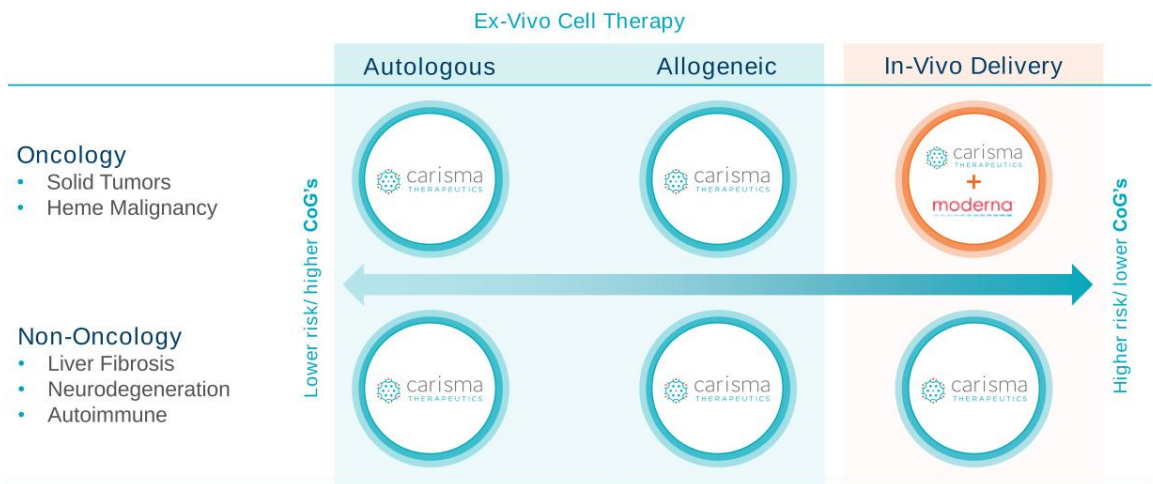 Ex-Vivo Cell Therapy
Autologous
Allogeneic
In-Vivo Delivery
Oncology
• Solid Tumors
• Heme Malignancy
Lower risk/ higher CoG's
carisma
THERAPEUTICS
carisma
THERAPEUTICS
carisma
THERAPEUTICS
+
moderna
Higher risk/ lower CoG's
Non-Oncology
• Liver Fibrosis
• Neurodegeneration
• Autoimmune
carisma
THERAPEUTICS
carisma
THERAPEUTICS
carisma
THERAPEUTICS